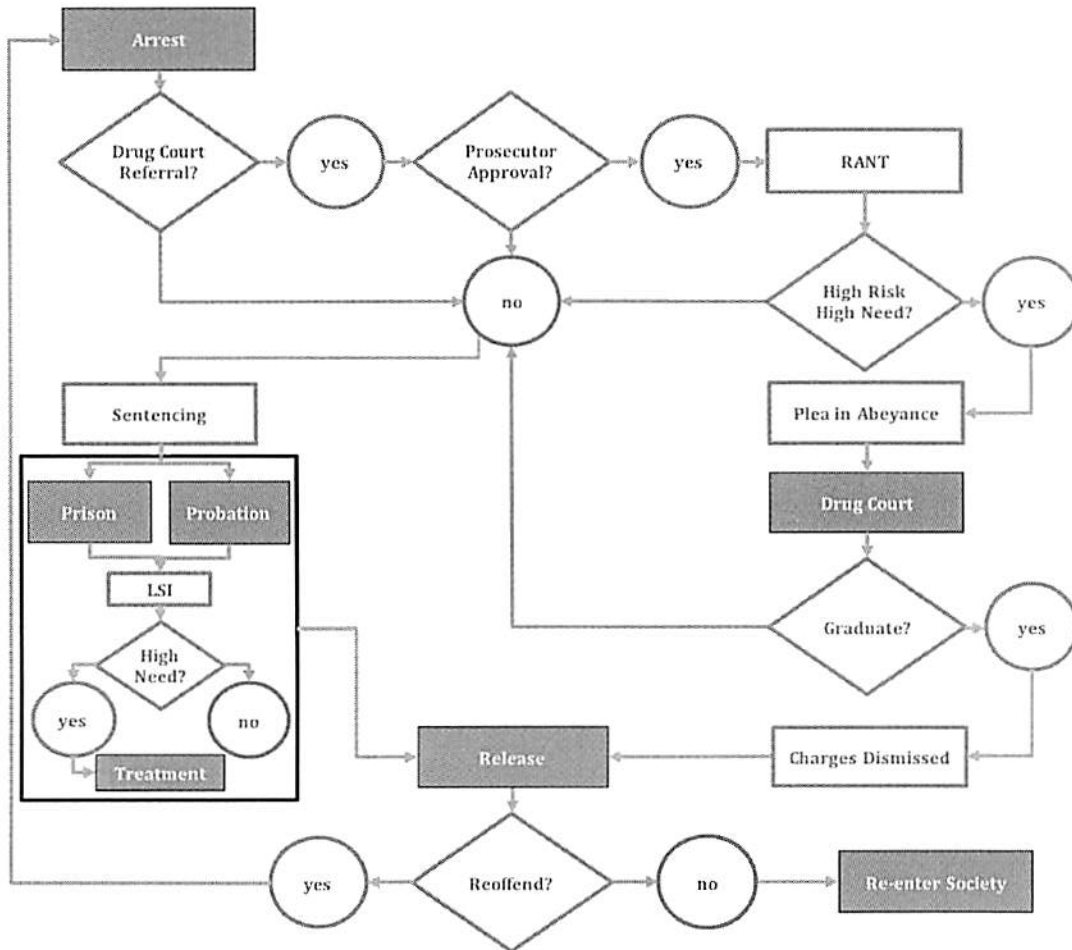 Arrest
Drug Court
Referral?
yes
Prosecutor
Approval?
yes
RANT
no
High Risk
High Need?
yes
Sentencing
Plea in Abeyance
Prison
Probation
Drug Court
LSI
High
Need?
Graduate?
yes
yes
no
Treatment
Release
Charges Dismissed
yes
Reoffend?
no
Re-enter Society